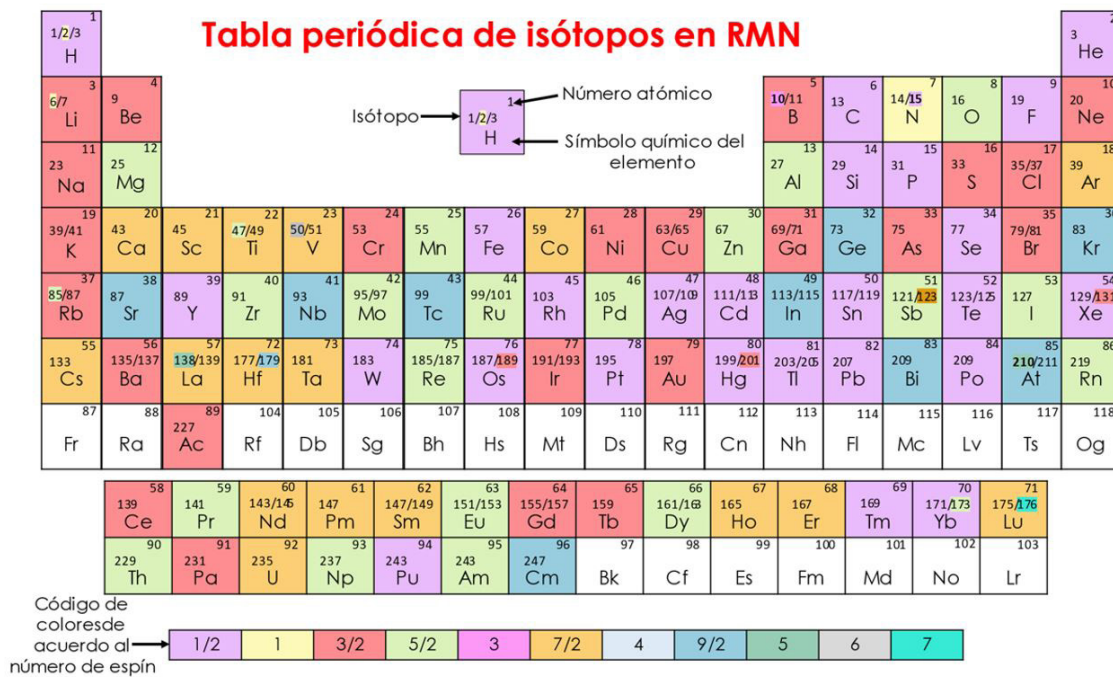 Tabla periódica de isótopos en RMN
1 2
1/2/3 3
H He
Isótopo
1
1/2/3
H
Número atómico
Símbolo químico del
elemento
3 4 5 6 7 8 9 10
6/7 9 10/11 13 14/15 16 19 20
Li Be B C N O F Ne
11 12 13 14 15 16 17 18
23 25 27 29 31 33 35/37 39
Na Mg Al Si P S Cl Ar
19 20 21 22 23 24 25 26 27 28 29 30 31 32 33 34 35 36
39/41 43 45 47/49 50/51 53 55 57 59 61 63/65 67 69/71 73 75 77 79/81 83
K Ca Sc Ti V Cr Mn Fe Co Ni Cu Zn Ga Ge As Se Br Kr
37 38 39 40 41 42 43 44 45 46 47 48 49 50 51 52 53 54
85/87 87 89 91 93 95/97 99 99/101 103 105 107/109 111/113 113/115 117/119 121/123 123/125 127 129/131
Rb Sr Y Zr Nb Mo Tc Ru Rh Pd Ag Cd In Sn Sb Te I Xe
55 56 57 72 73 74 75 76 77 78 79 80 81 82 83 84 85 86
133 135/137 138/139 177/179 181 183 185/187 187/189 191/193 195 197 199/201 203/205 207 209 209 210/211 219
Cs Ba La Hf Ta W Re Os Ir Pt Au Hg Tl Pb Bi Po At Rn
87 88 89 104 105 106 107 108 109 110 111 112 113 114 115 116 117 118
227
Fr Ra Ac Rf Db Sg Bh Hs Mt Ds Rg Cn Nh Fl Mc Lv Ts Og
58 59 60 61 62 63 64 65 66 67 68 69 70 71
139 141 143/145 147 147/149 151/153 155/157 159 161/163 165 167 169 171/173 175/176
Ce Pr Nd Pm Sm Eu Gd Tb Dy Ho Er Tm Yb Lu
90 91 92 93 94 95 96 97 98 99 100 101 102 103
229 231 235 237 243 243 247
Th Pa U Np Pu Am Cm Bk Cf Es Fm Md No Lr
Código de
coloresde
acuerdo al
número de espín
1/2 1 3/2 5/2 3 7/2 4 9/2 5 6 7